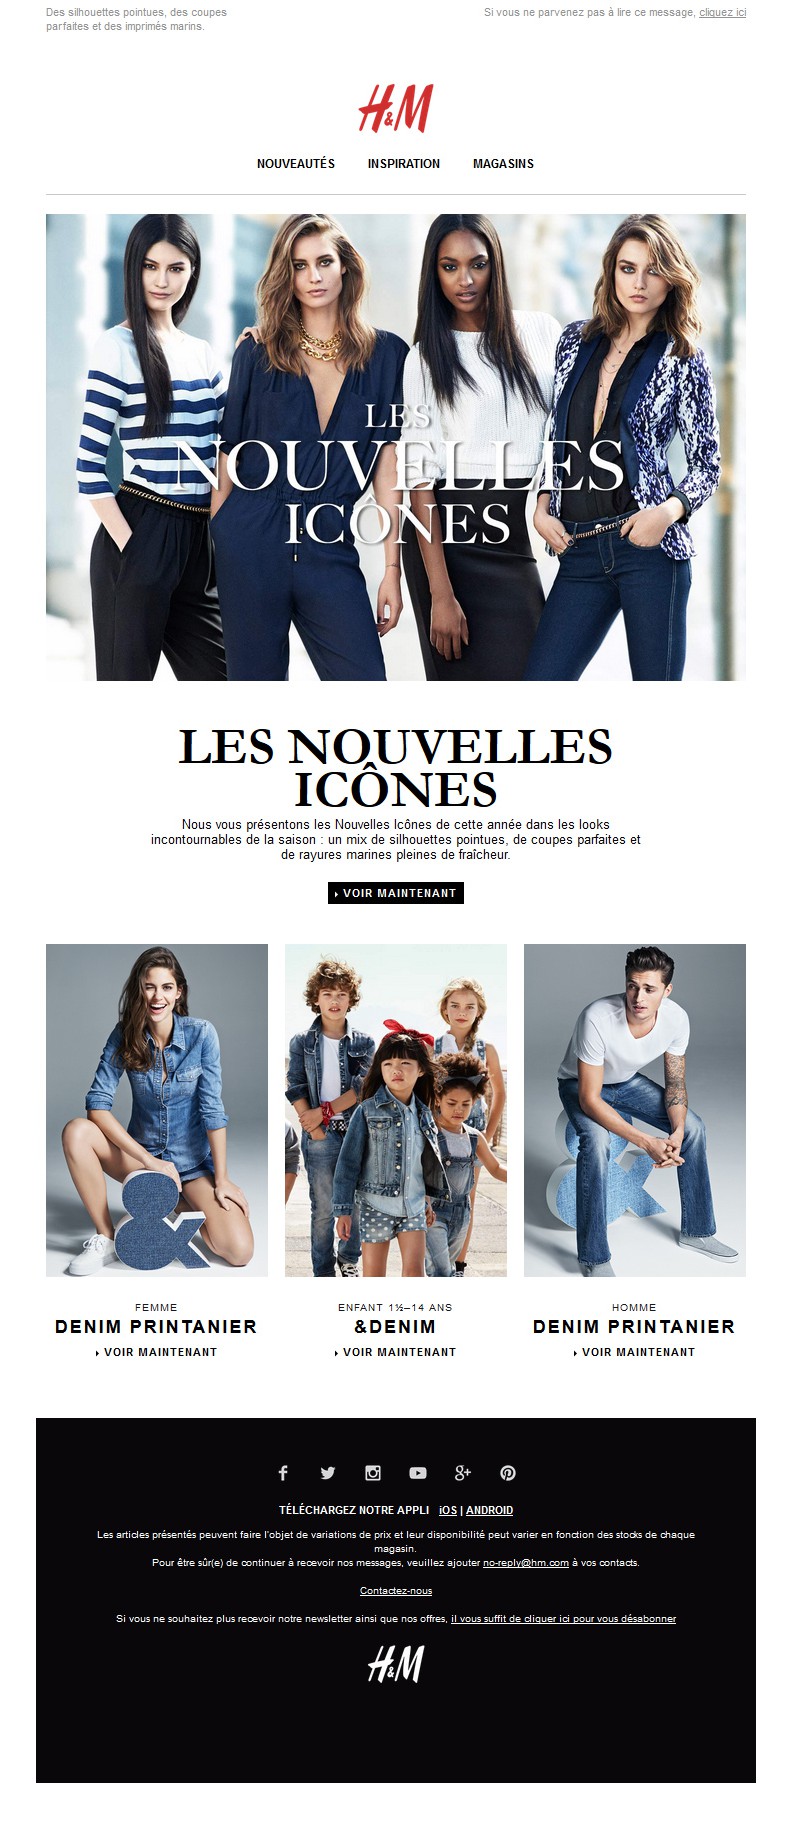 Des silhouettes pointues, des coupes
parfaites et des imprimés marins.
Si vous ne parvenez pas à lire ce message, cliquez ici
H&M
NOUVEAUTÉS INSPIRATION MAGASINS
LES
NOUVELLES
ICÔNES
LES NOUVELLES
ICÔNES
Nous vous présentons les Nouvelles Icônes de cette année dans les looks
incontournables de la saison : un mix de silhouettes pointues, de coupes parfaites et
de rayures marines pleines de fraîcheur.
VOIR MAINTENANT
&
&
FEMME
DENIM PRINTANIER
VOIR MAINTENANT
ENFANT 1½–14 ANS
&DENIM
VOIR MAINTENANT
HOMME
DENIM PRINTANIER
VOIR MAINTENANT
TÉLÉCHARGEZ NOTRE APPLI iOS | ANDROID
Les articles présentés peuvent faire l'objet de variations de prix et leur disponibilité peut varier en fonction des stocks de chaque
magasin.
Pour être sûr(e) de continuer à recevoir nos messages, veuillez ajouter no-reply@hm.com à vos contacts.
Contactez-nous
Si vous ne souhaitez plus recevoir notre newsletter ainsi que nos offres, il vous suffit de cliquer ici pour vous désabonner
H&M